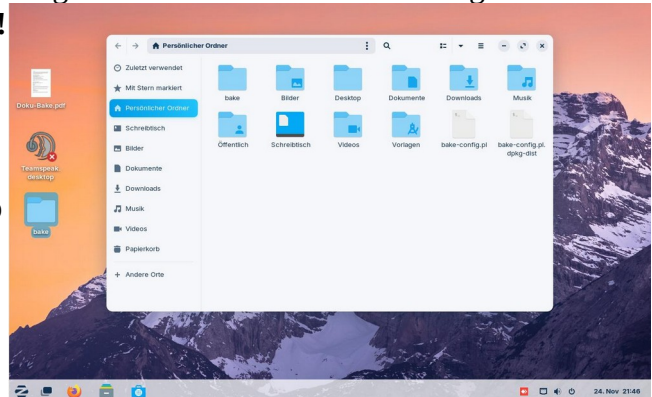 !
Persönlicher Ordner
Zuletzt verwendet
Mit Stern markiert
Persönlicher Ordner
Schreibtisch
Bilder
Dokumente
Downloads
Musik
Videos
Papierkorb
+ Andere Orte
bake Bilder Desktop Dokumente Downloads Musik
Öffentlich Schreibtisch Videos Vorlagen bake-config.pl bake-config.pl.
dpkg-dist
Doku-Bake.pdf
Teamspeak.
desktop
bake
24. Nov 21:46